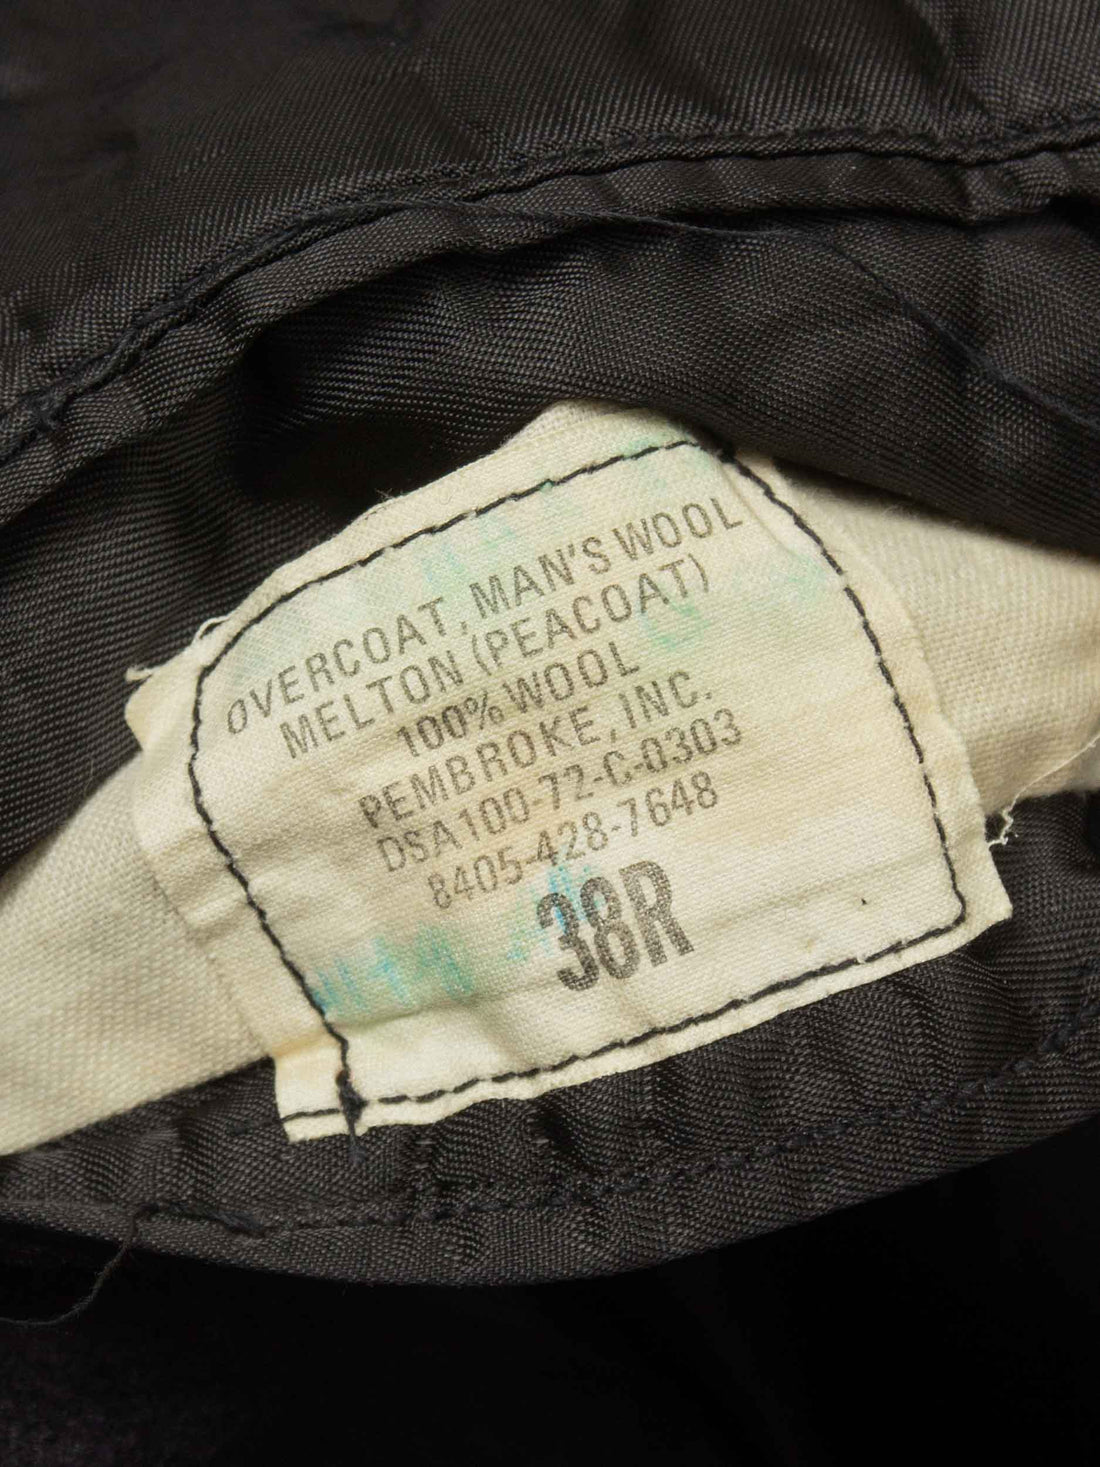 OVERCOAT, MAN'S WOOL
MELTON (PEACOAT)
100% WOOL
PEMBROKE, INC.
DSA100-72-C-0303
8405-428-7648
38R